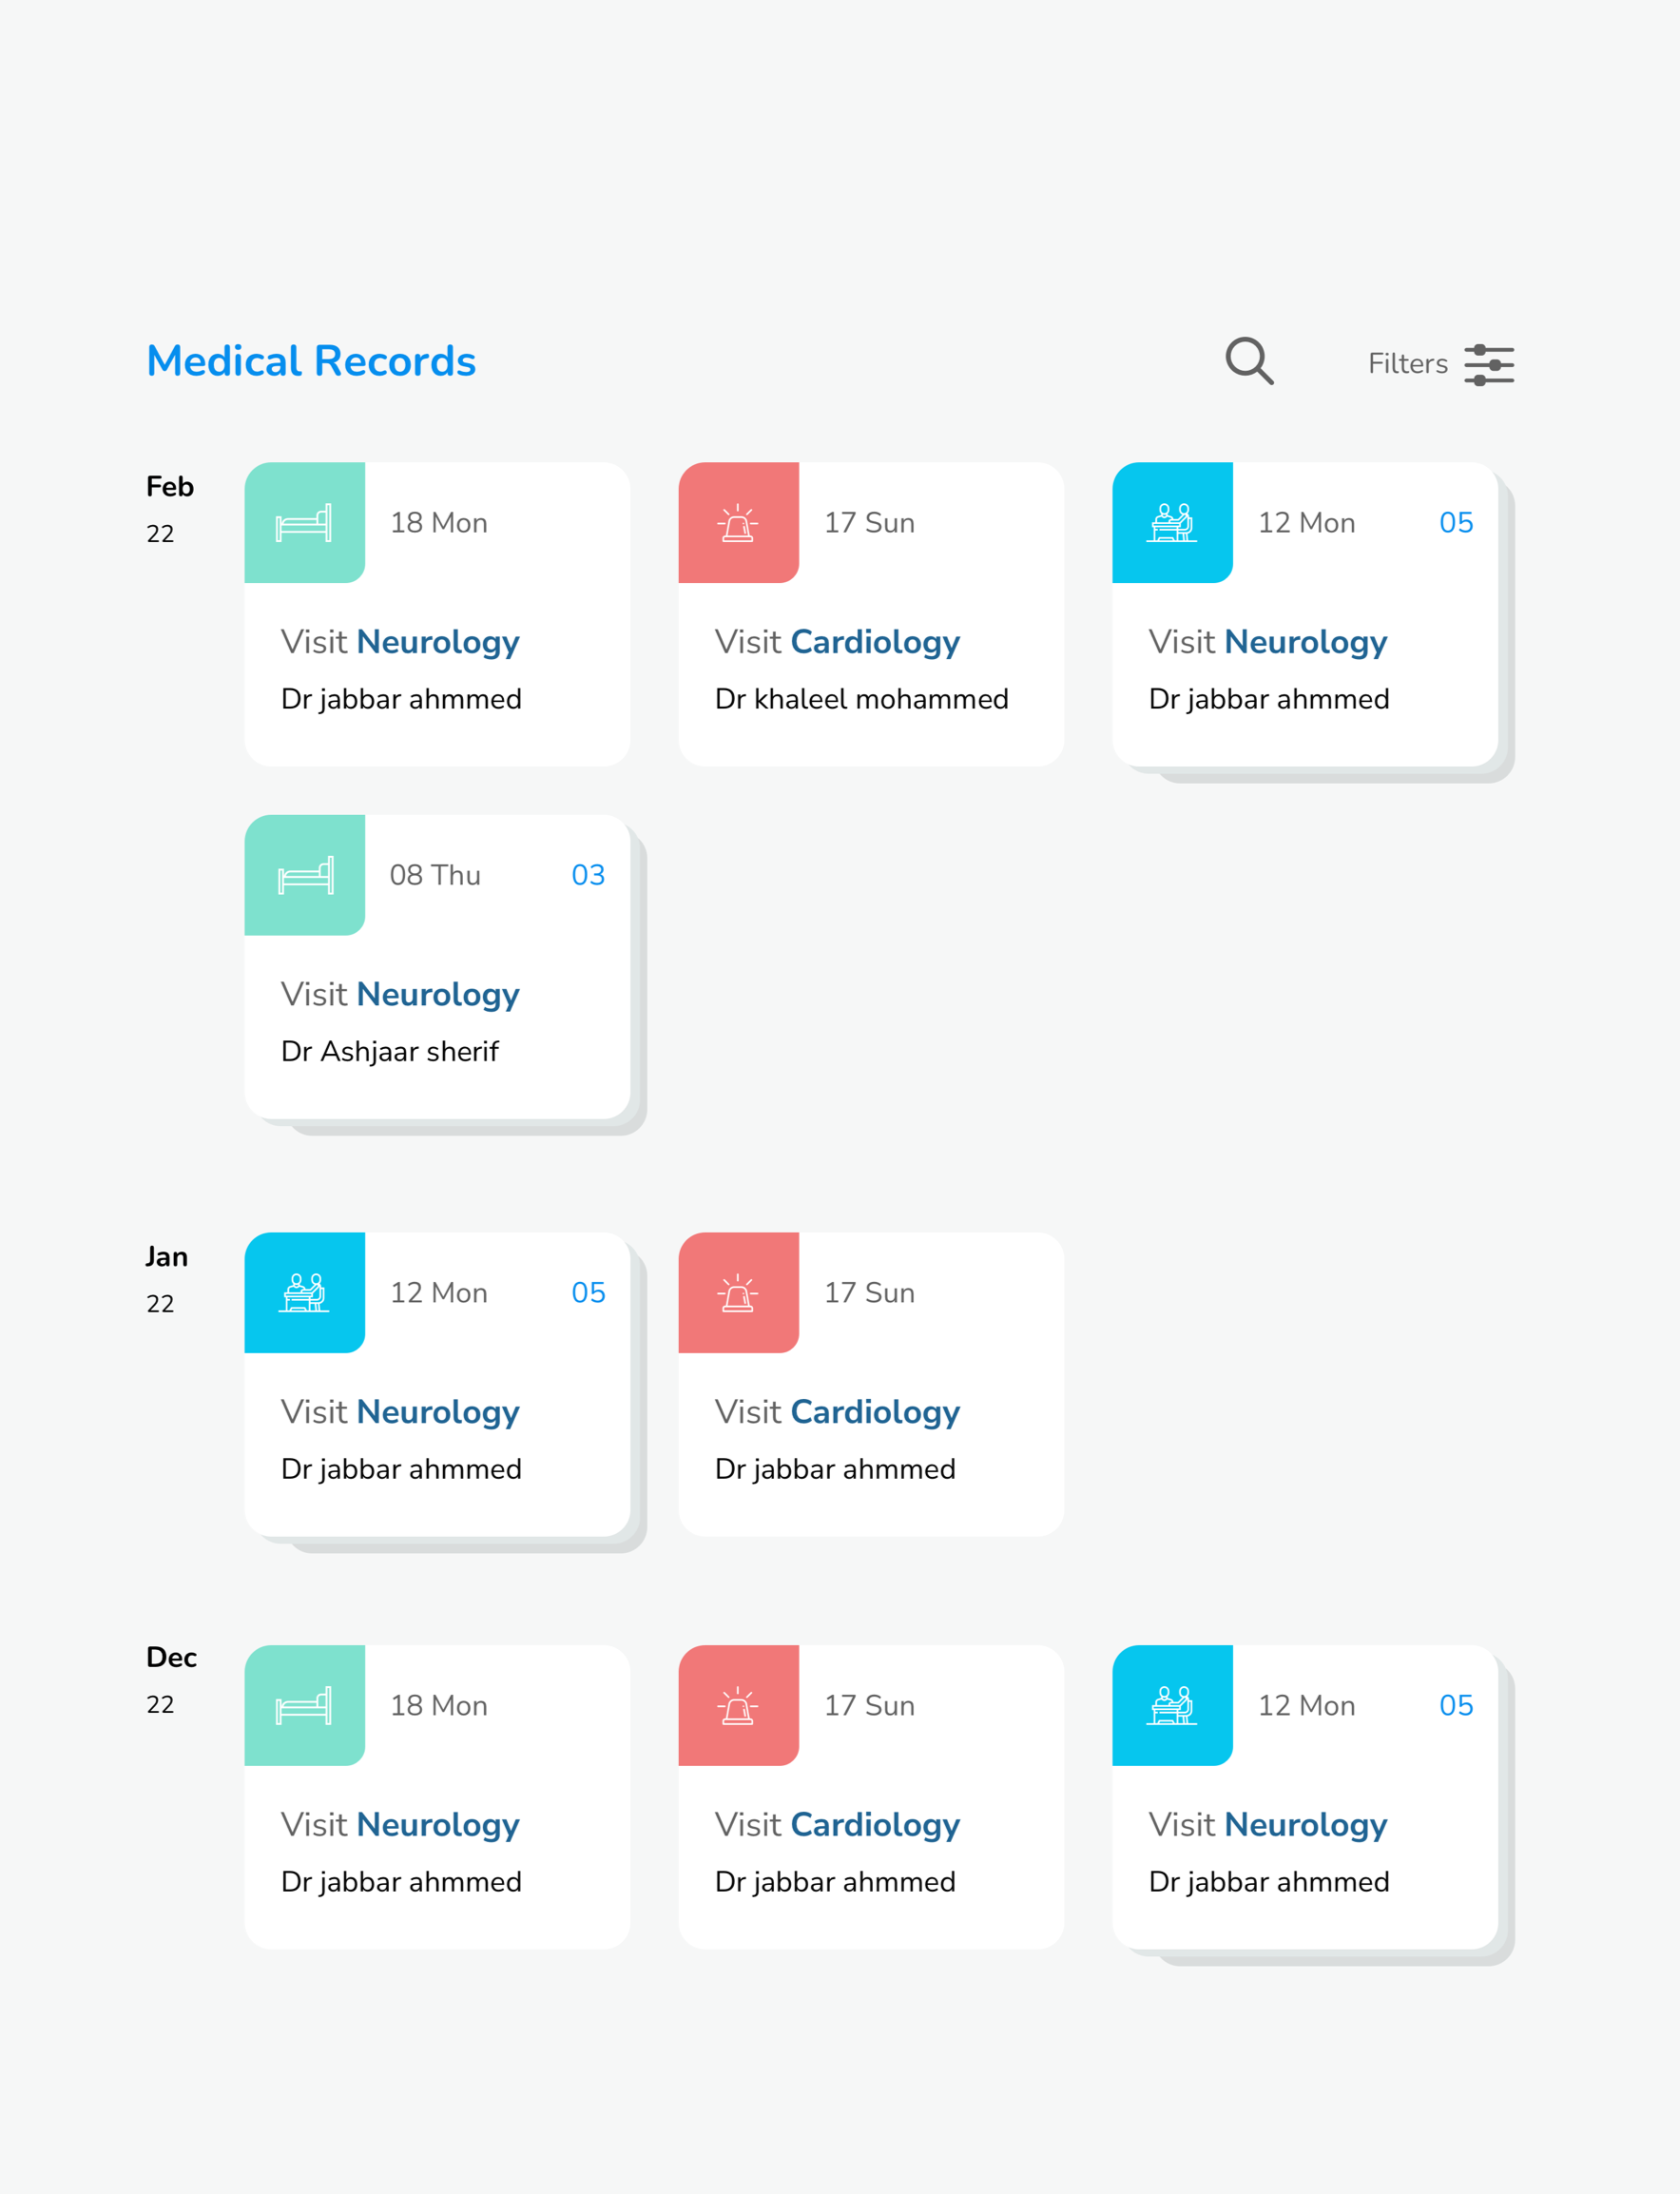 Medical Records
Filters
Feb
22
18 Mon
Visit Neurology
Dr jabbar ahmmed
17 Sun
Visit Cardiology
Dr khaleel mohammed
12 Mon 05
Visit Neurology
Dr jabbar ahmmed
08 Thu 03
Visit Neurology
Dr Ashjaar sherif
Jan
22
12 Mon 05
Visit Neurology
Dr jabbar ahmmed
17 Sun
Visit Cardiology
Dr jabbar ahmmed
Dec
22
18 Mon
Visit Neurology
Dr jabbar ahmmed
17 Sun
Visit Cardiology
Dr jabbar ahmmed
12 Mon 05
Visit Neurology
Dr jabbar ahmmed